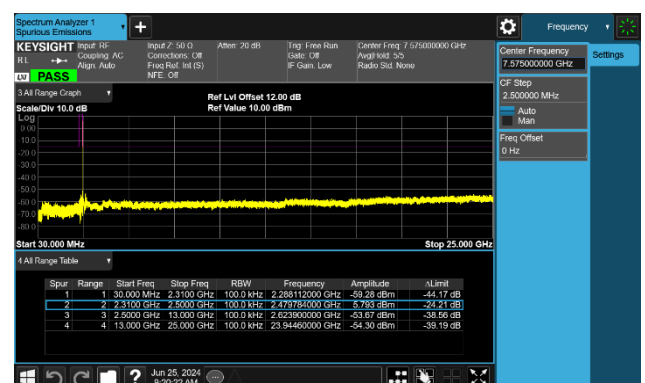 Spectrum Analyzer 1
Spurious Emissions
Frequency
KEYSIGHT
Input: RF
Coupling: AC
Align: Auto
Input Z: 50 Ω
Corrections: Off
Freq Ref: Int (S)
NFE: Off
Atten: 20 dB
Trig: Free Run
Gate: Off
IF Gain: Low
Center Freq: 7.575000000 GHz
Avg|Hold: 5/5
Radio Std: None
RL
LXI PASS
3 All Range Graph
Ref Lvl Offset 12.00 dB
Scale/Div 10.0 dB
Ref Value 10.00 dBm
Log
0.00
-10.0
-20.0
-30.0
-40.0
-50.0
-60.0
-70.0
-80.0
Start 30.000 MHz
Stop 25.000 GHz
4 All Range Table
Spur Range Start Freq Stop Freq RBW Frequency Amplitude ΔLimit
1 1 30.000 MHz 2.3100 GHz 100.0 kHz 2.288112000 GHz -59.28 dBm -44.17 dB
2 2 2.3100 GHz 2.5000 GHz 100.0 kHz 2.479784000 GHz 5.793 dBm -24.21 dB
3 3 2.5000 GHz 13.000 GHz 100.0 kHz 2.623900000 GHz -53.67 dBm -38.56 dB
4 4 13.000 GHz 25.000 GHz 100.0 kHz 23.94460000 GHz -54.30 dBm -39.19 dB
Jun 25, 2024
9:20:22 AM
Center Frequency
7.575000000 GHz
Settings
CF Step
2.500000 MHz
Auto
Man
Freq Offset
0 Hz